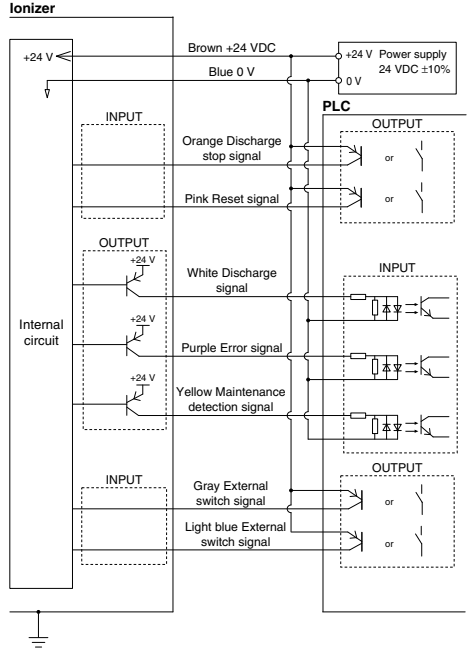 Ionizer
+24 V
Brown +24 VDC
+24 V Power supply
24 VDC ±10%
Blue 0 V
0 V
PLC
INPUT
OUTPUT
Orange Discharge
stop signal
or
Pink Reset signal
or
OUTPUT
+24 V
White Discharge
signal
INPUT
+24 V
Internal
circuit
Purple Error signal
+24 V
Yellow Maintenance
detection signal
INPUT
OUTPUT
Gray External
switch signal
or
Light blue External
switch signal
or